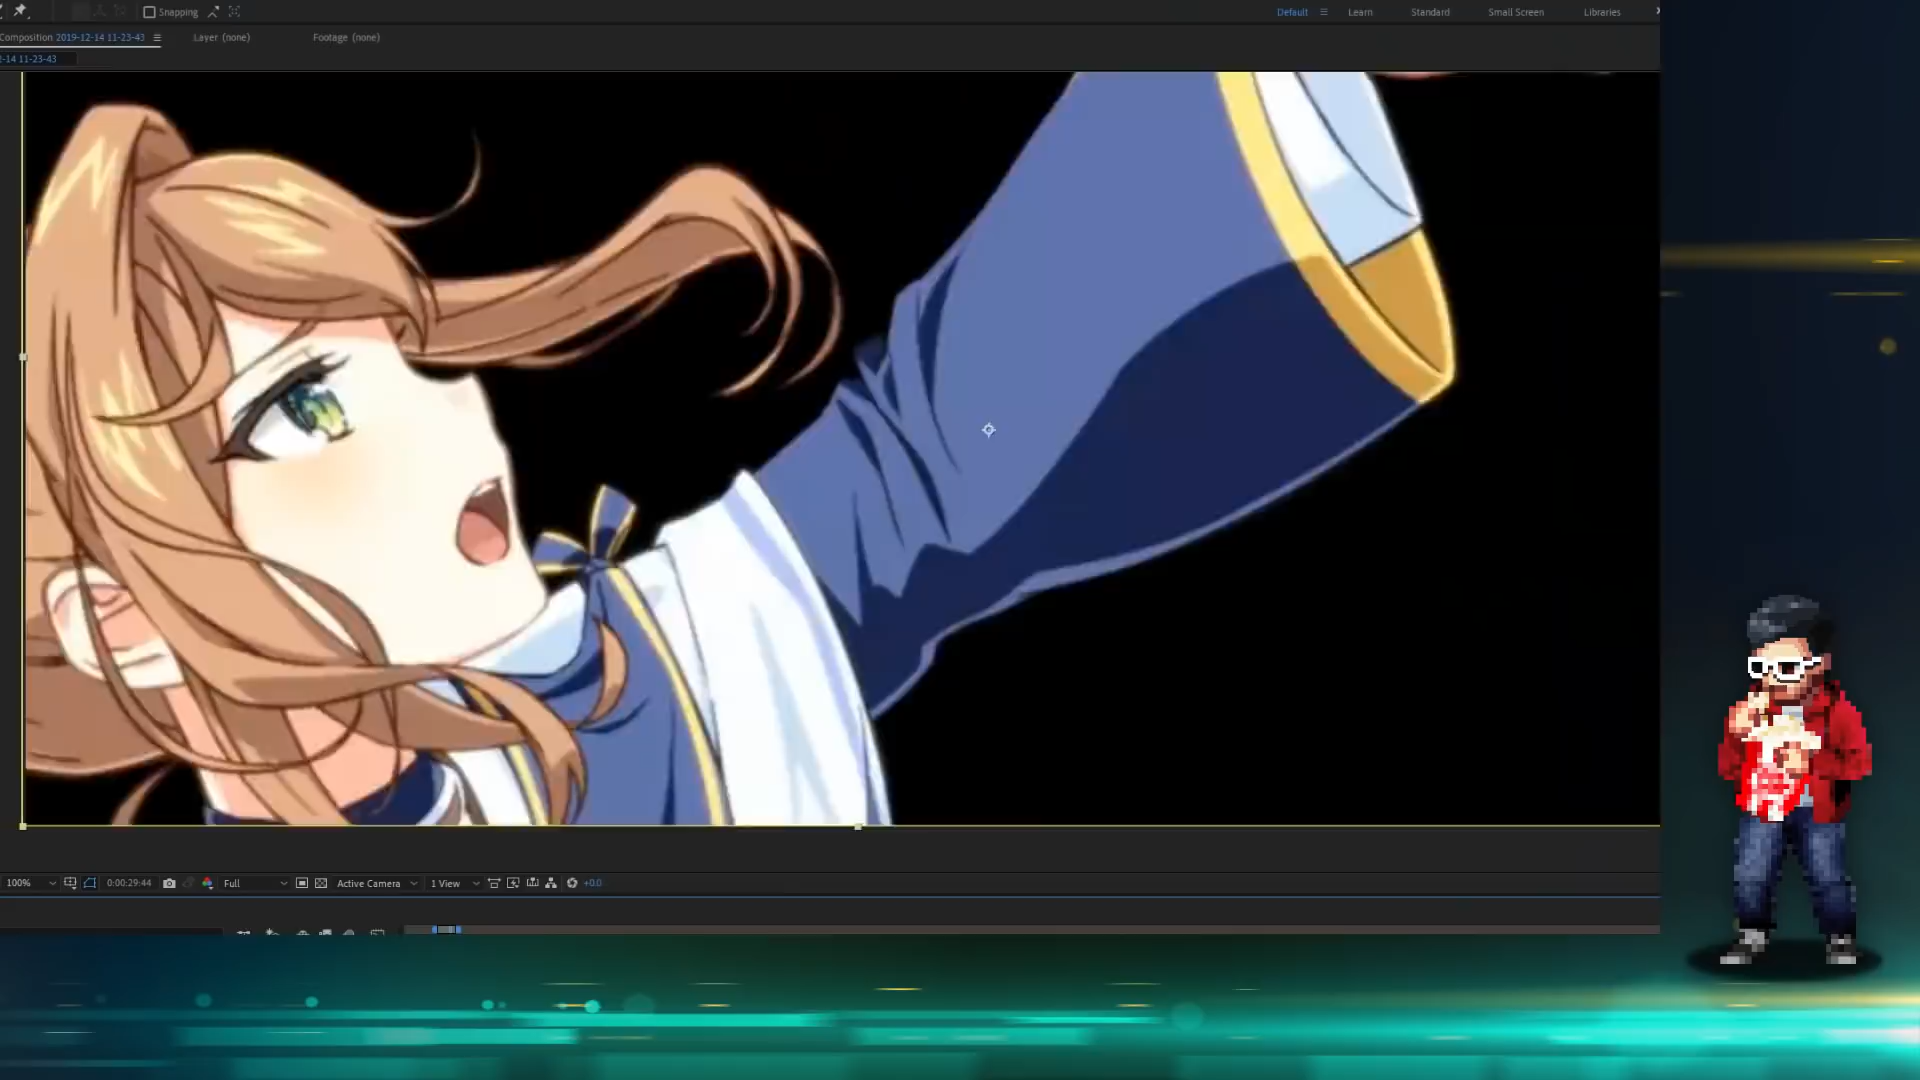 Snapping Default Learn Standard Small Screen Libraries
Composition 2019-12-14 11-23-43 Layer (none) Footage (none)
-14 11-23-43
100% 0:00:29:44 Full Active Camera 1 View +0.0